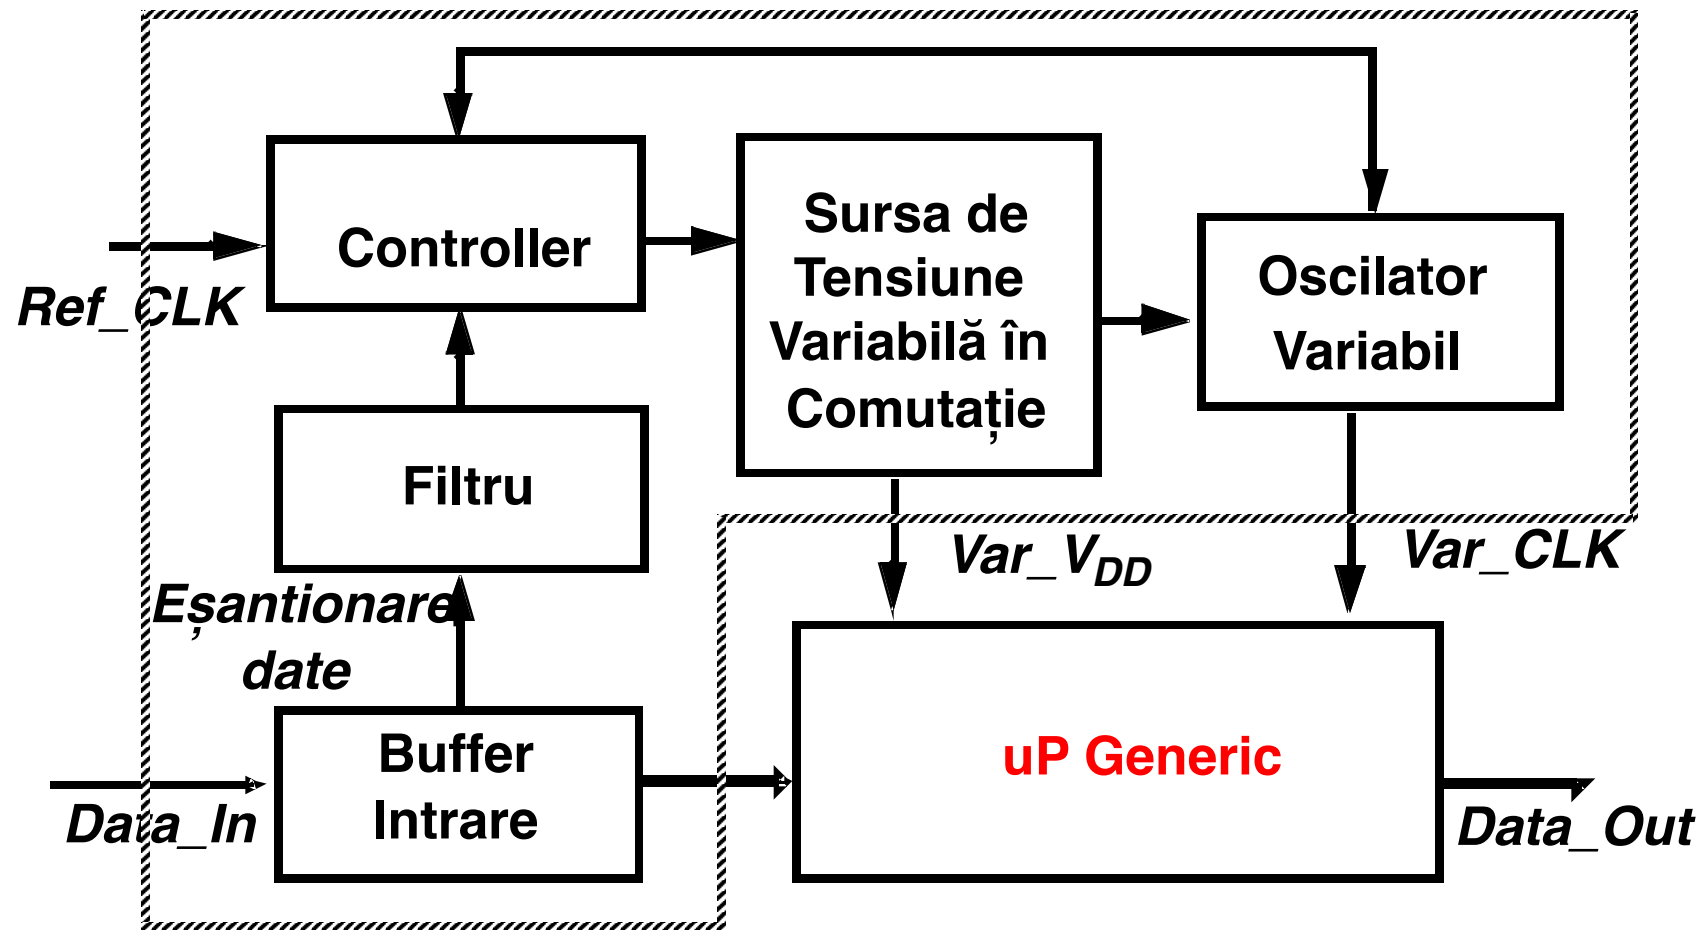 Controller
Sursa de
Tensiune
Variabilă în
Comutație
Oscilator
Variabil
Ref_CLK
Filtru
Var_VDD
Var_CLK
Eșantionare
date
Buffer
Intrare
uP Generic
Data_In
Data_Out